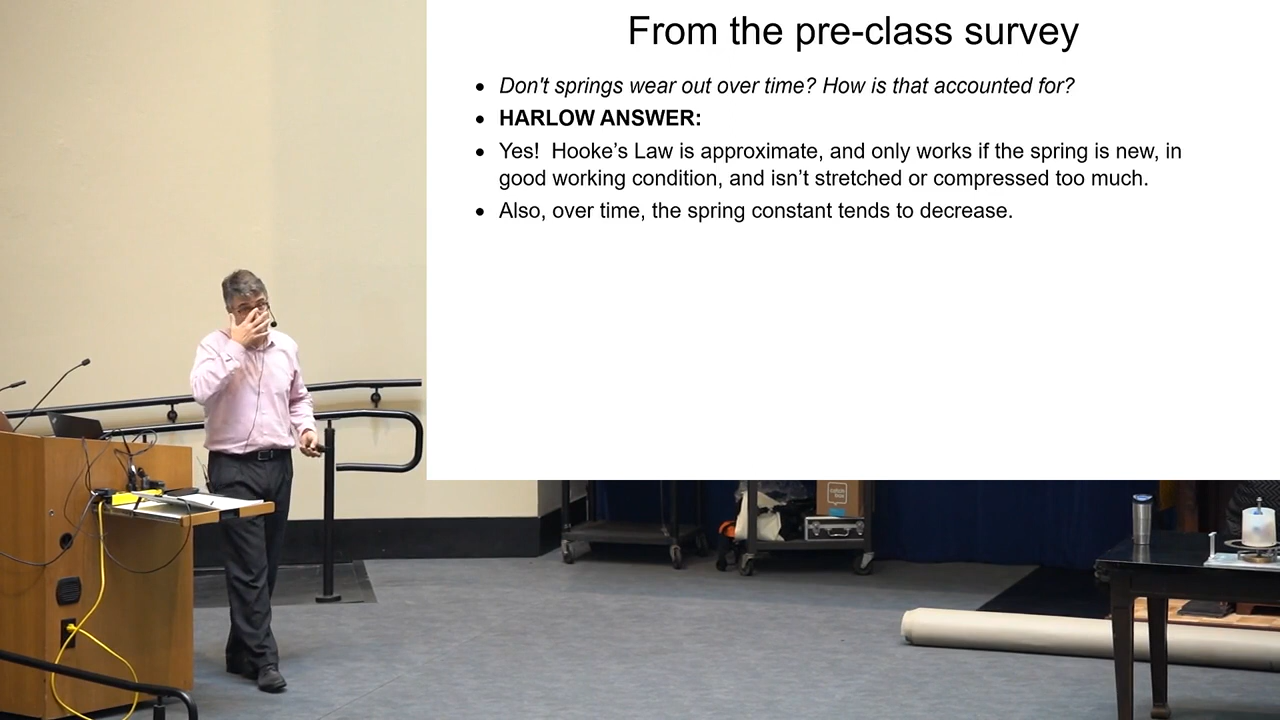 From the pre-class survey
• Don't springs wear out over time? How is that accounted for?
• HARLOW ANSWER:
• Yes!  Hooke’s Law is approximate, and only works if the spring is new, in
good working condition, and isn’t stretched or compressed too much.
• Also, over time, the spring constant tends to decrease.